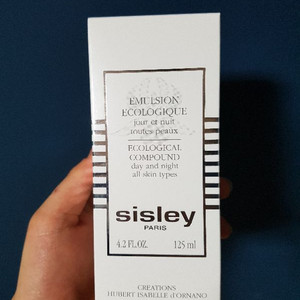 EMULSION
ECOLOGIQUE
jour et nuit
toutes peaux
ECOLOGICAL
COMPOUND
day and night
all skin types
sisley
PARIS
4.2 FL.OZ. 125 ml
CREATIONS
HUBERT ISABELLE d'ORNANO